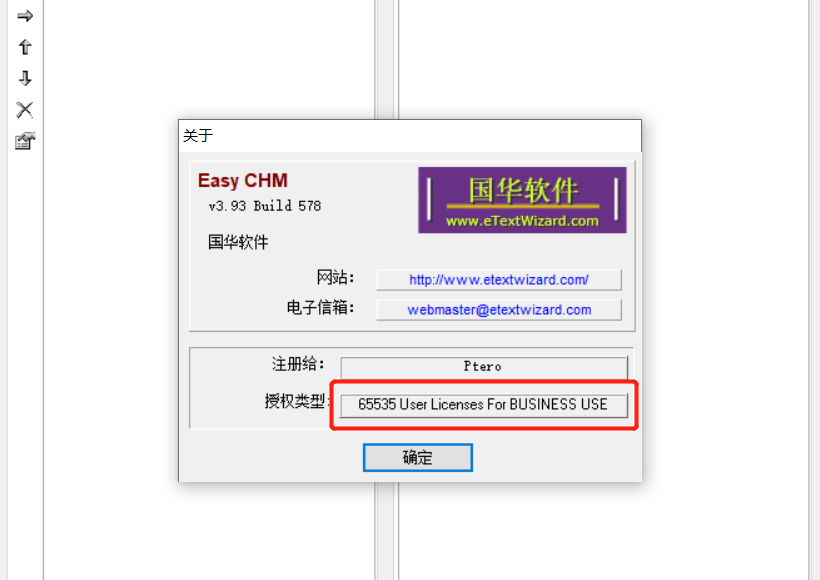 关于
Easy CHM
v3.93 Build 578
国华软件
www.eTextWizard.com
国华软件
网站: http://www.etextwizard.com/
电子信箱: webmaster@etextwizard.com
注册给: Ptero
授权类型: 65535 User Licenses For BUSINESS USE
确定